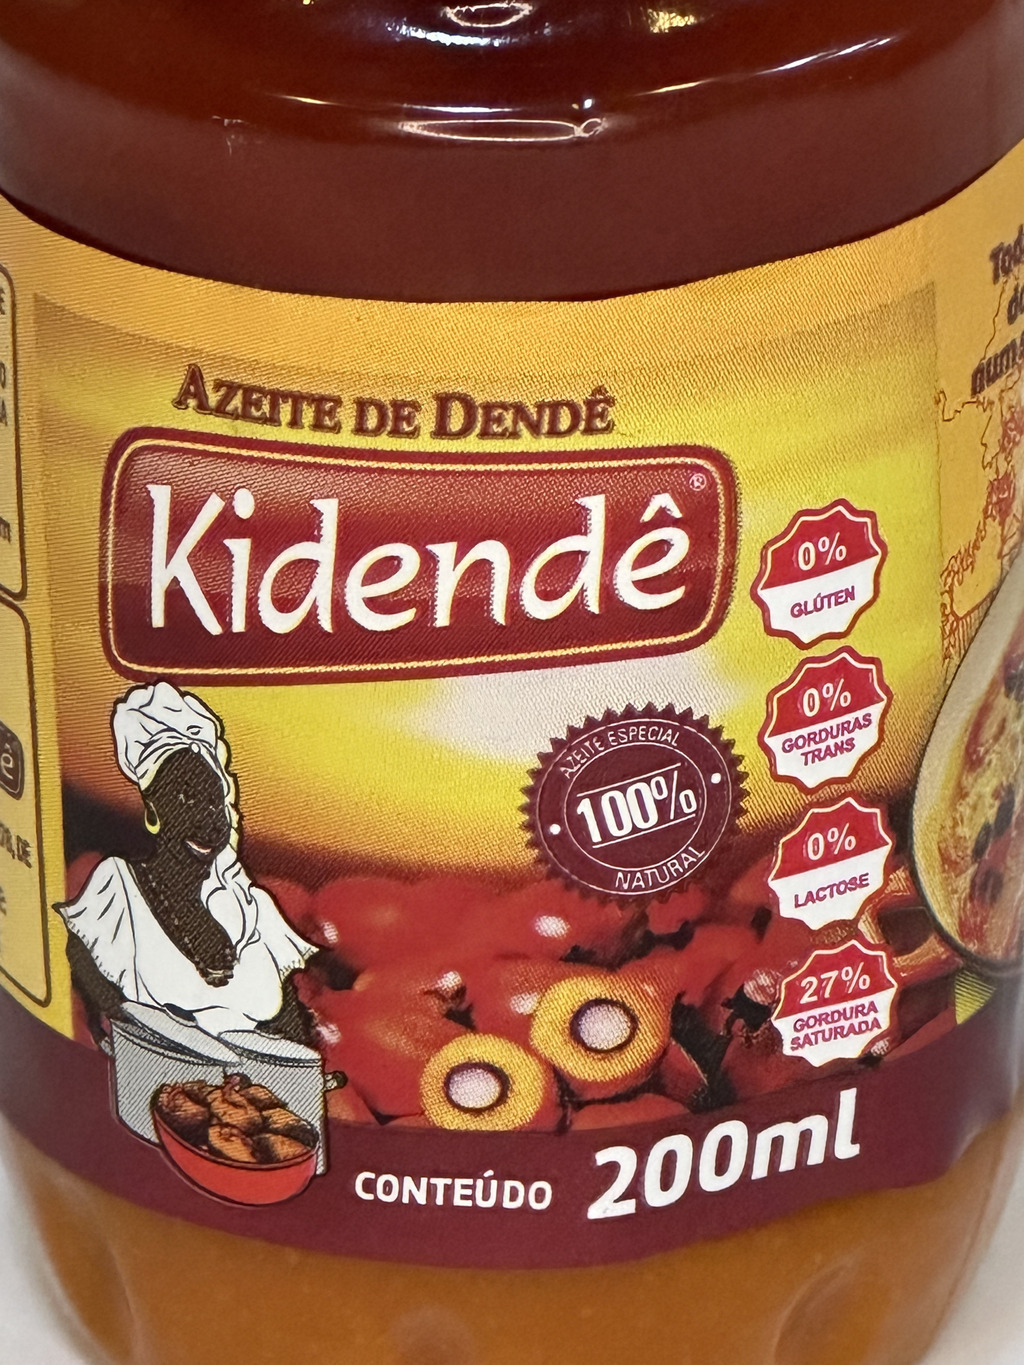 AZEITE DE DENDÊ
Kidendê®
0%
GLÚTEN
0%
GORDURAS
TRANS
AZEITE ESPECIAL
100%
NATURAL
0%
LACTOSE
27%
GORDURA
SATURADA
CONTEÚDO 200ml